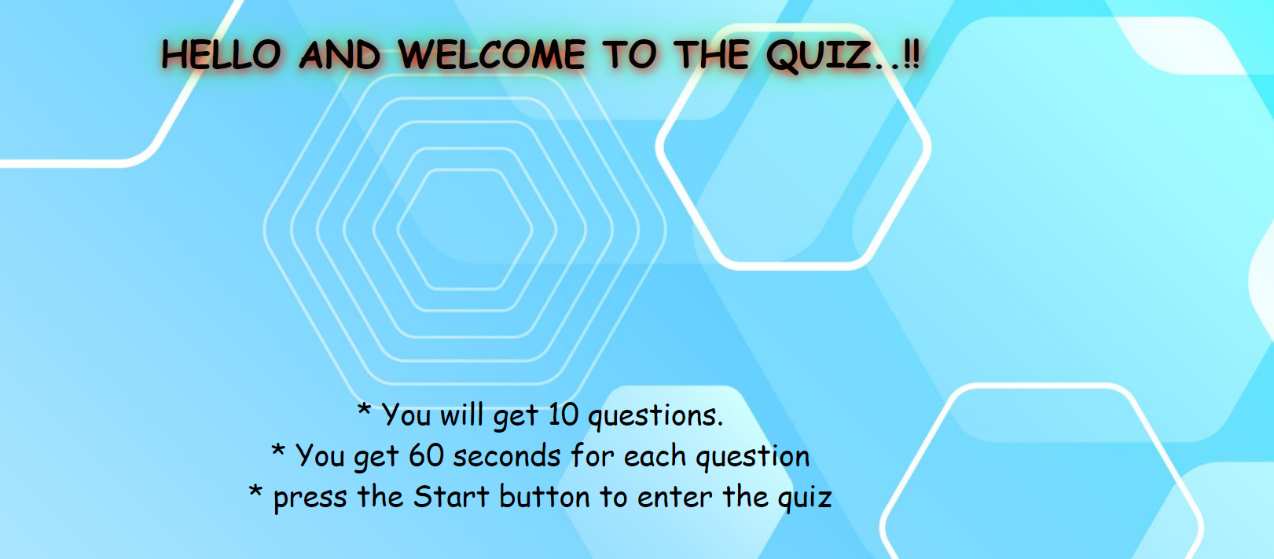 HELLO AND WELCOME TO THE QUIZ..!!
* You will get 10 questions.
* You get 60 seconds for each question
* press the Start button to enter the quiz